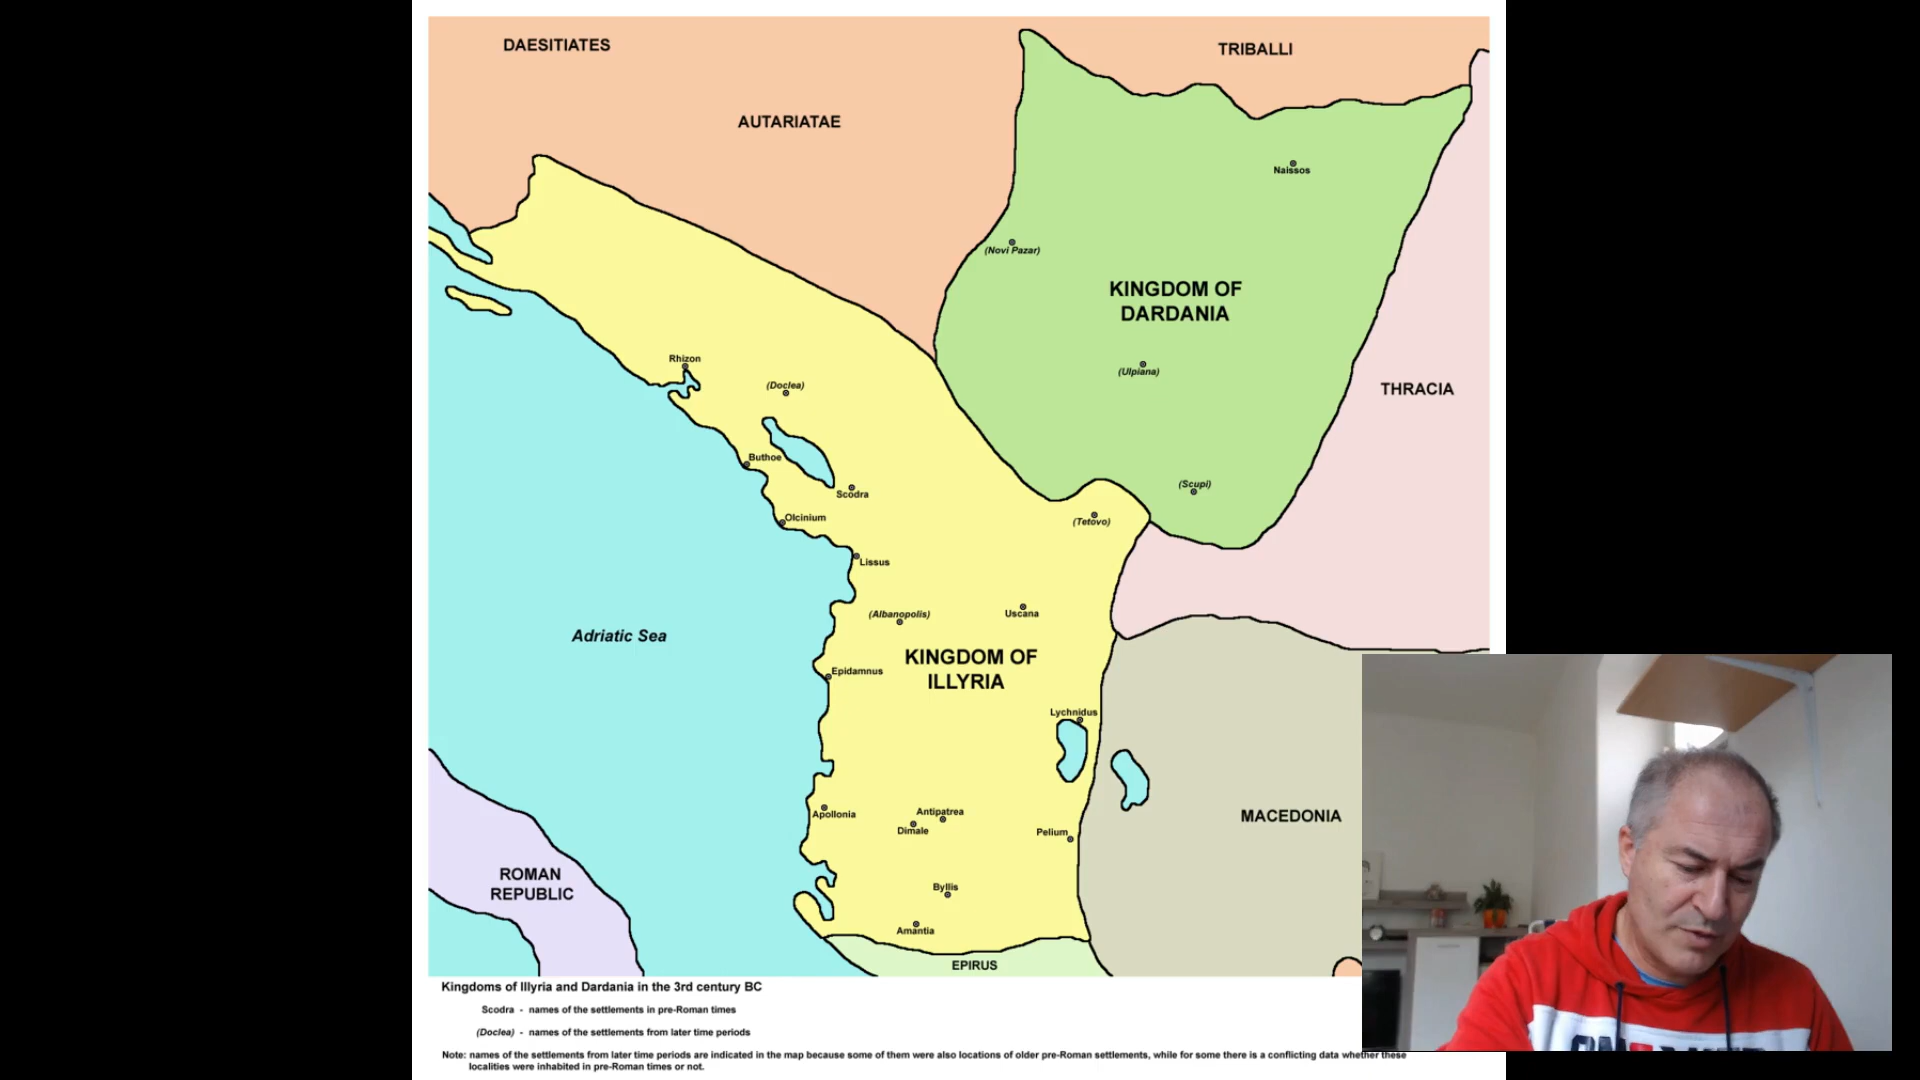 DAESITIATES
TRIBALLI
AUTARIATAE
Naissos
(Novi Pazar)
KINGDOM OF
DARDANIA
Rhizon
(Doclea)
(Ulpiana)
THRACIA
Buthoe
Scodra
(Scupi)
Olcinium
(Tetovo)
Lissus
(Albanopolis)
Uscana
Adriatic Sea
KINGDOM OF
ILLYRIA
Epidamnus
Lychnidus
Apollonia
Antipatrea
Dimale
Pelium
MACEDONIA
ROMAN
REPUBLIC
Byllis
Amantia
EPIRUS
Kingdoms of Illyria and Dardania in the 3rd century BC
Scodra - names of the settlements in pre-Roman times
(Doclea) - names of the settlements from later time periods
Note: names of the settlements from later time periods are indicated in the map because some of them were also locations of older pre-Roman settlements, while for some there is a conflicting data whether these
localities were inhabited in pre-Roman times or not.